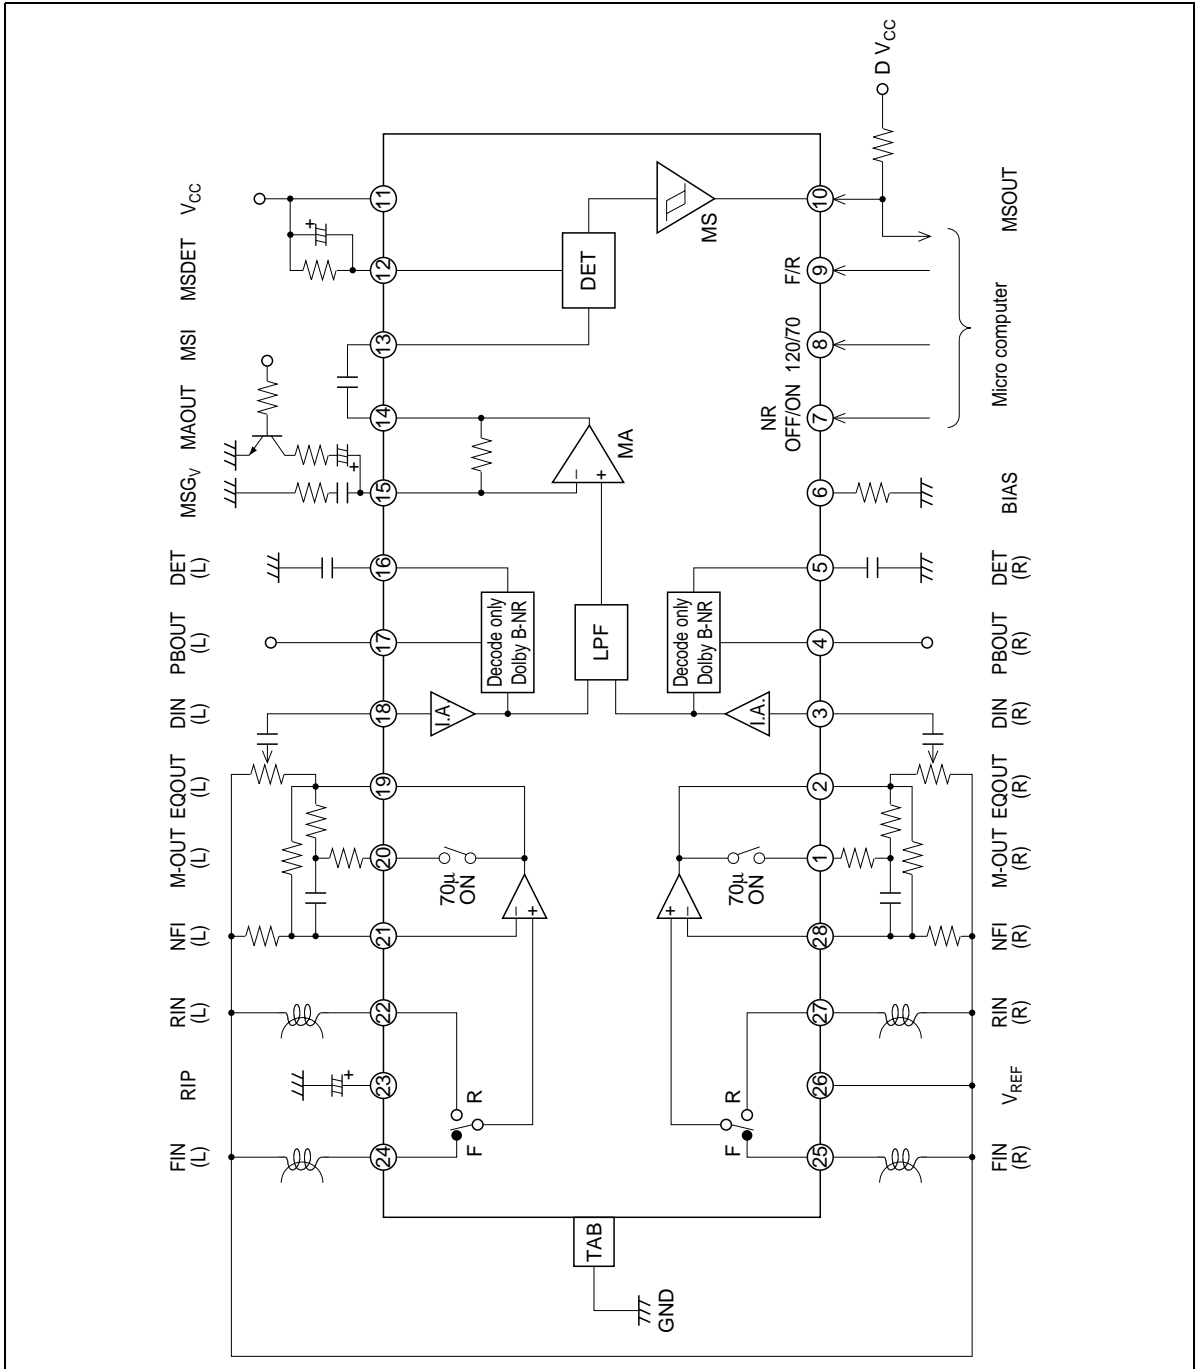 V_CC
MSDET
MSI
MAOUT
MSG_V
DET
(L)
PBOUT
(L)
DIN
(L)
EQOUT
(L)
M-OUT
(L)
NFI
(L)
RIN
(L)
RIP
FIN
(L)
+
+
+
11
12
13
14
15
16
17
18
19
20
21
22
23
24
DET
MS
MA
−
+
LPF
Decode only
Dolby B-NR
Decode only
Dolby B-NR
I.A.
I.A.
70μ
ON
70μ
ON
−
+
+
−
F
R
F
R
TAB
GND
10
9
8
7
6
5
4
3
2
1
28
27
26
25
F/R
120/70
NR
OFF/ON
D V_CC
MSOUT
Micro computer
BIAS
DET
(R)
PBOUT
(R)
DIN
(R)
EQOUT
(R)
M-OUT
(R)
NFI
(R)
RIN
(R)
V_REF
FIN
(R)